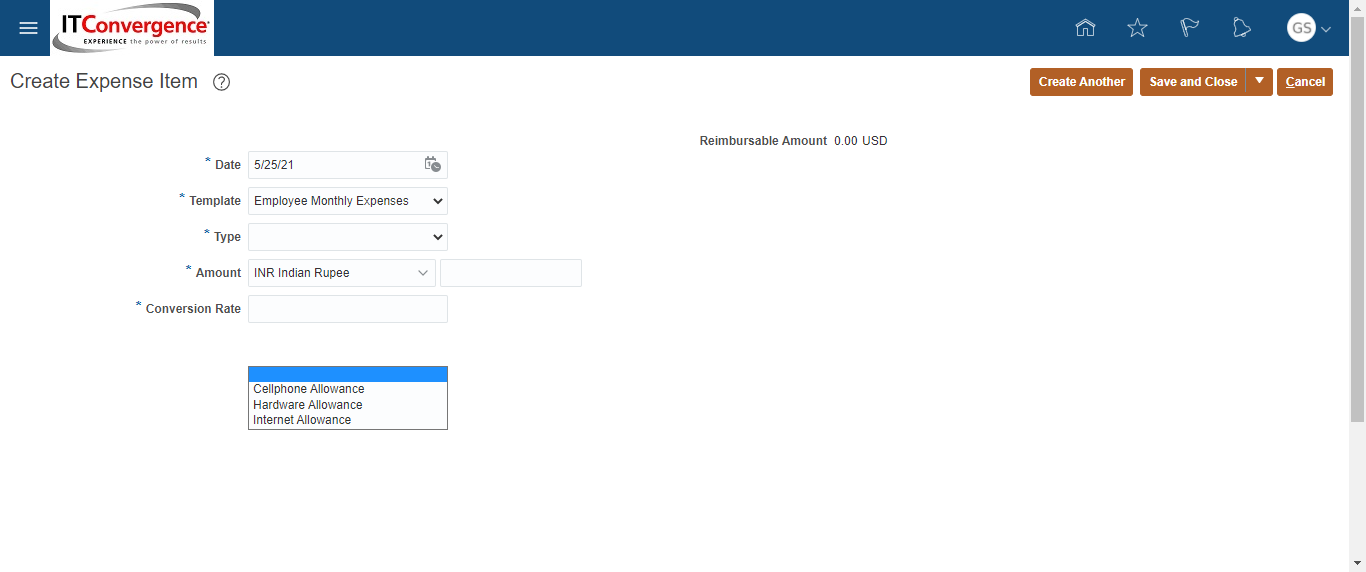 ITConvergence
EXPERIENCE the power of results
GS
Create Expense Item ?
Create Another
Save and Close
Cancel
Reimbursable Amount 0.00 USD
* Date 5/25/21
* Template Employee Monthly Expenses
* Type
* Amount INR Indian Rupee
* Conversion Rate
Cellphone Allowance
Hardware Allowance
Internet Allowance